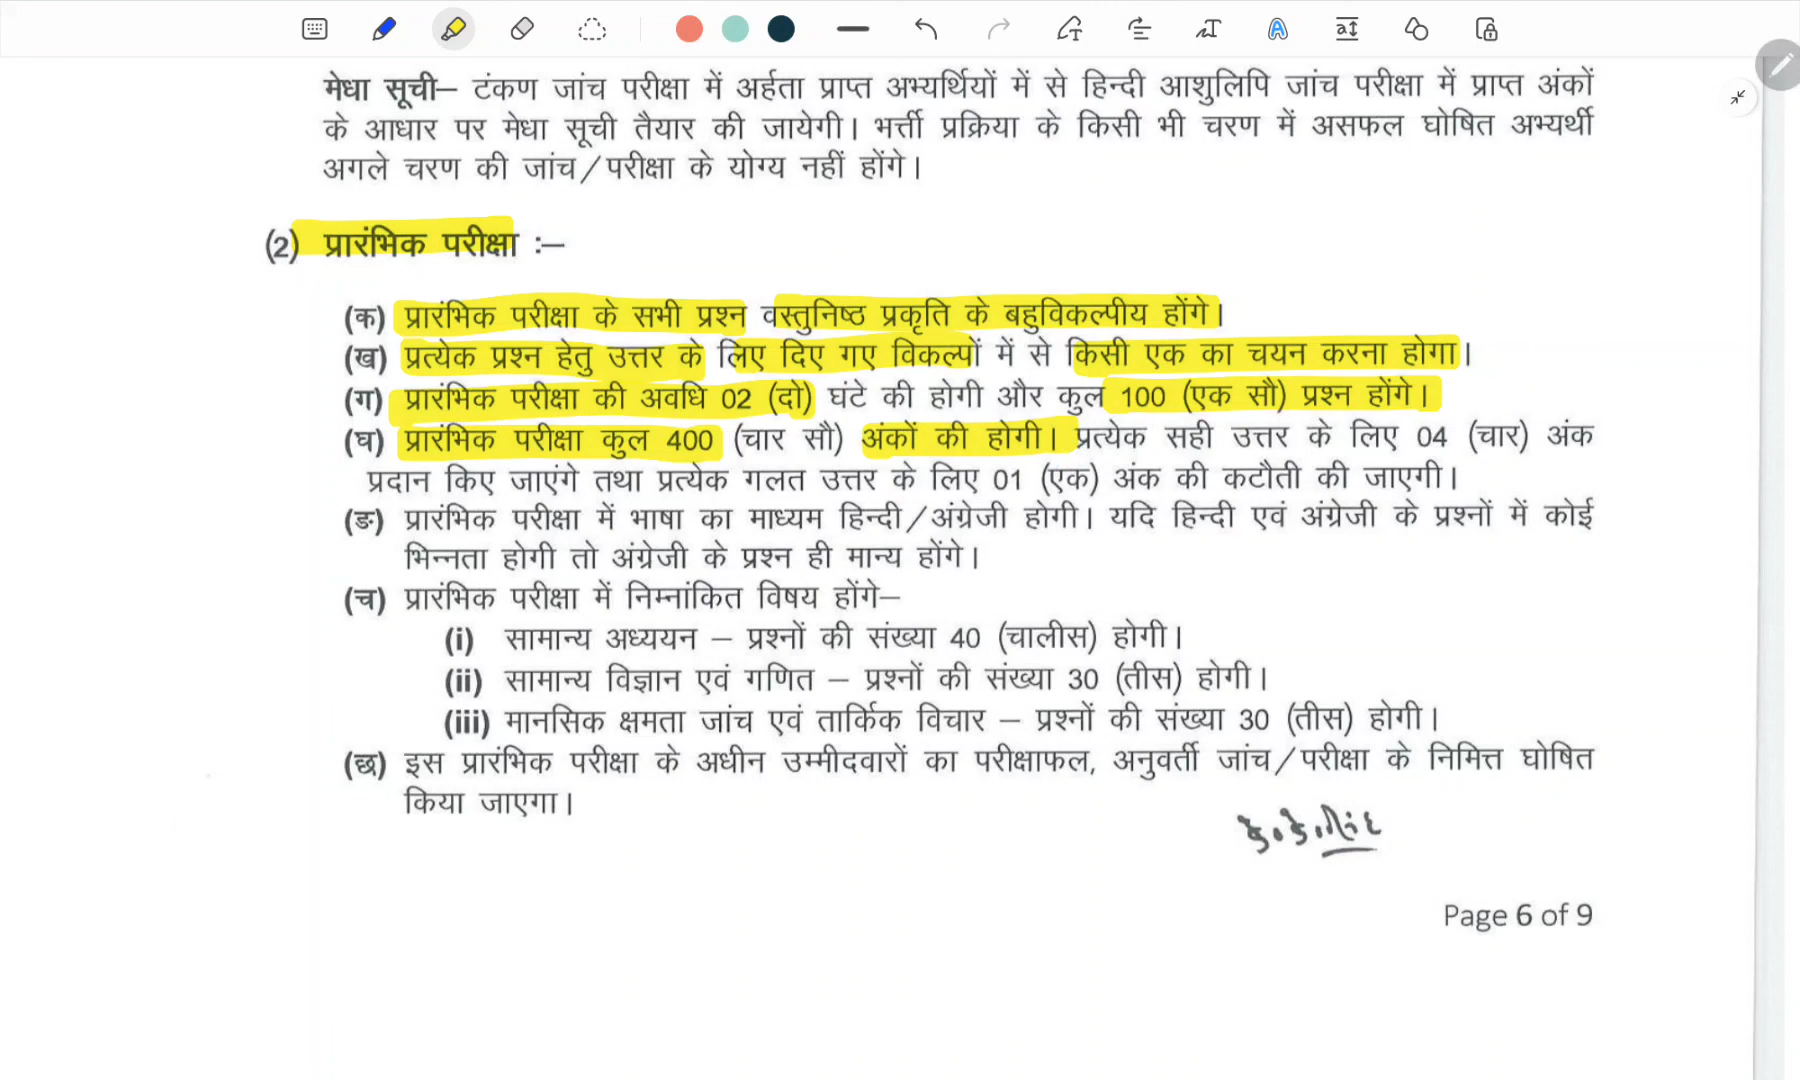 मेधा सूची– टंकण जांच परीक्षा में अर्हता प्राप्त अभ्यर्थियों में से हिन्दी आशुलिपि जांच परीक्षा में प्राप्त अंकों
के आधार पर मेधा सूची तैयार की जायेगी। भर्त्ती प्रक्रिया के किसी भी चरण में असफल घोषित अभ्यर्थी
अगले चरण की जांच/परीक्षा के योग्य नहीं होंगे।
(2) प्रारंभिक परीक्षा :–
(क) प्रारंभिक परीक्षा के सभी प्रश्न वस्तुनिष्ठ प्रकृति के बहुविकल्पीय होंगे।
(ख) प्रत्येक प्रश्न हेतु उत्तर के लिए दिए गए विकल्पों में से किसी एक का चयन करना होगा।
(ग) प्रारंभिक परीक्षा की अवधि 02 (दो) घंटे की होगी और कुल 100 (एक सौ) प्रश्न होंगे।
(घ) प्रारंभिक परीक्षा कुल 400 (चार सौ) अंकों की होगी। प्रत्येक सही उत्तर के लिए 04 (चार) अंक
प्रदान किए जाएंगे तथा प्रत्येक गलत उत्तर के लिए 01 (एक) अंक की कटौती की जाएगी।
(ङ) प्रारंभिक परीक्षा में भाषा का माध्यम हिन्दी/अंग्रेजी होगी। यदि हिन्दी एवं अंग्रेजी के प्रश्नों में कोई
भिन्नता होगी तो अंग्रेजी के प्रश्न ही मान्य होंगे।
(च) प्रारंभिक परीक्षा में निम्नांकित विषय होंगे–
(i) सामान्य अध्ययन – प्रश्नों की संख्या 40 (चालीस) होगी।
(ii) सामान्य विज्ञान एवं गणित – प्रश्नों की संख्या 30 (तीस) होगी।
(iii) मानसिक क्षमता जांच एवं तार्किक विचार – प्रश्नों की संख्या 30 (तीस) होगी।
(छ) इस प्रारंभिक परीक्षा के अधीन उम्मीदवारों का परीक्षाफल, अनुवर्ती जांच/परीक्षा के निमित्त घोषित
किया जाएगा।
Page 6 of 9